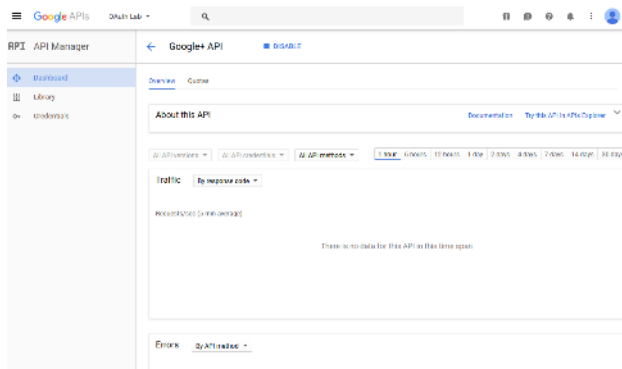 Google APIs OAuth Lab
API API Manager
Google+ API DISABLE
Dashboard
Library
Credentials
Overview Quotas
About this API
Documentation Try this API in APIs Explorer
All API versions All API credentials All API methods
1 hour 6 hours 12 hours 1 day 2 days 4 days 7 days 14 days 30 days
Traffic By response code
Requests/sec (5 min average)
There is no data for this API in this time span
Errors By API method